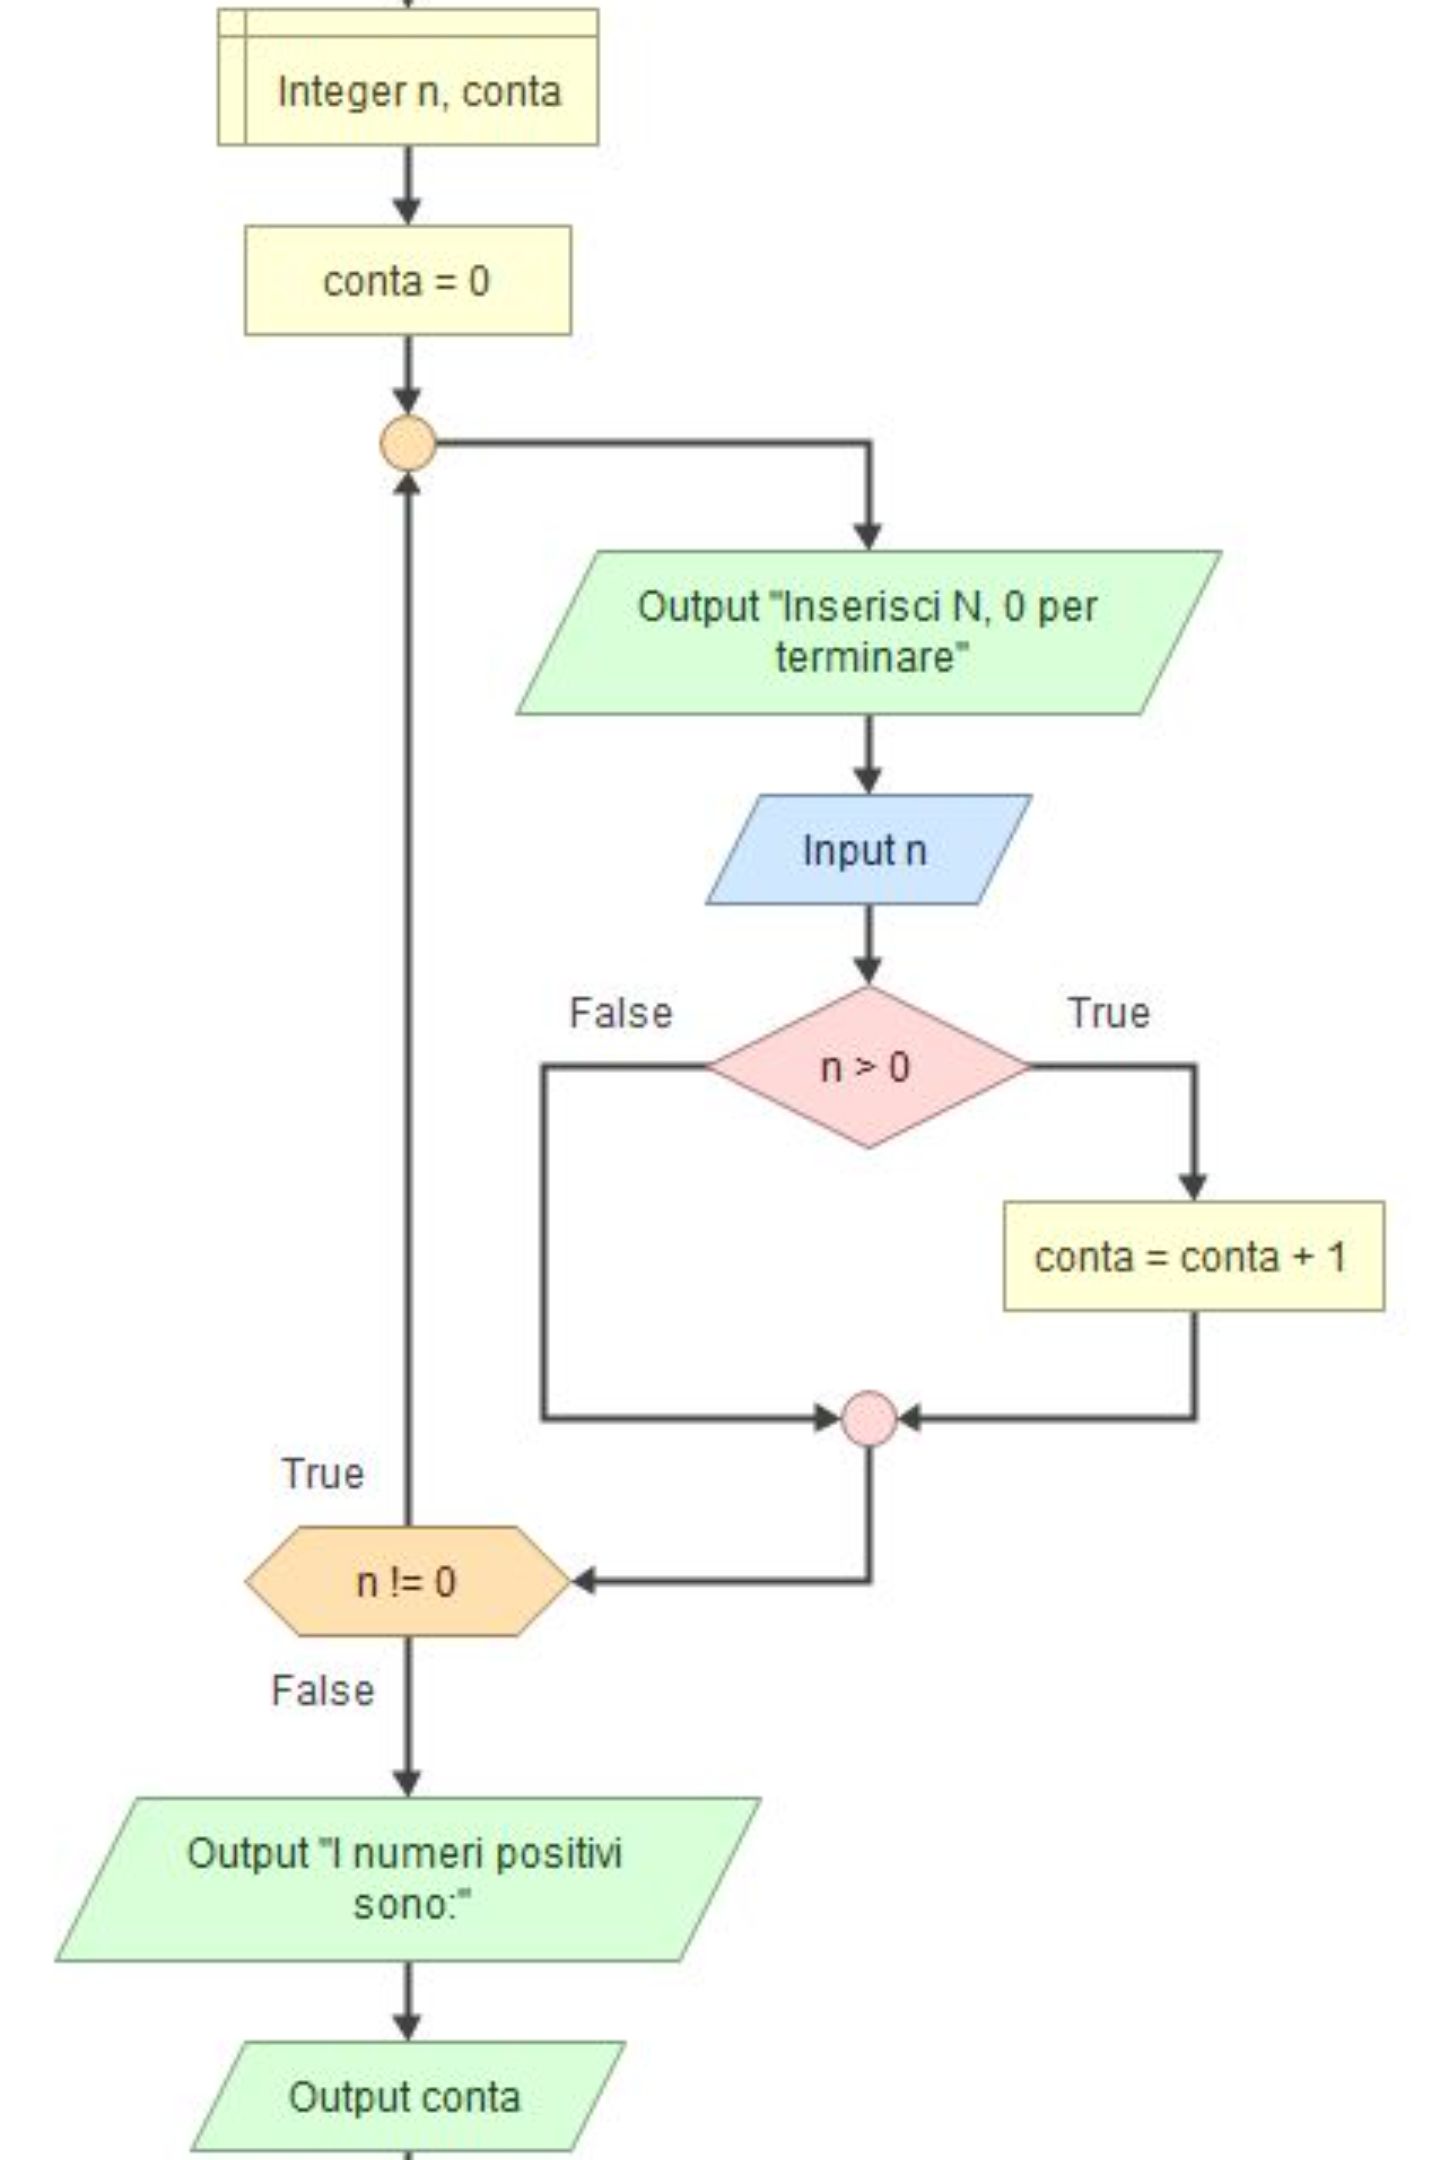 Integer n, conta
conta = 0
Output "Inserisci N, 0 per
terminare"
Input n
False
True
n > 0
conta = conta + 1
True
n != 0
False
Output "I numeri positivi
sono:"
Output conta